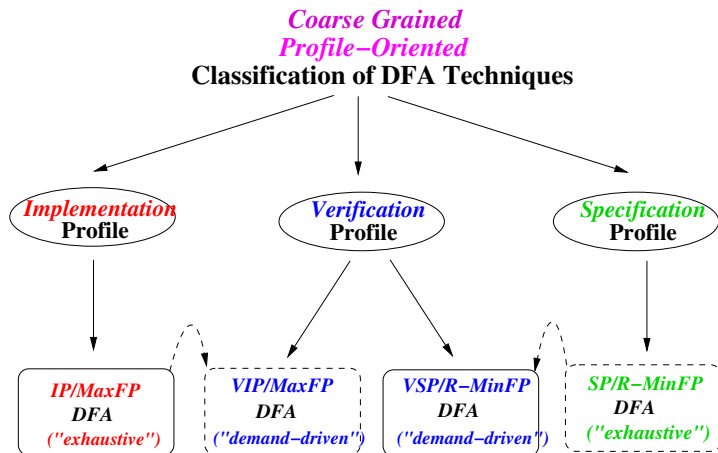 Coarse Grained
Profile−Oriented
Classification of DFA Techniques
Implementation
Profile
Verification
Profile
Specification
Profile
IP/MaxFP
DFA
("exhaustive")
VIP/MaxFP
DFA
("demand−driven")
VSP/R−MinFP
DFA
("demand−driven")
SP/R−MinFP
DFA
("exhaustive")